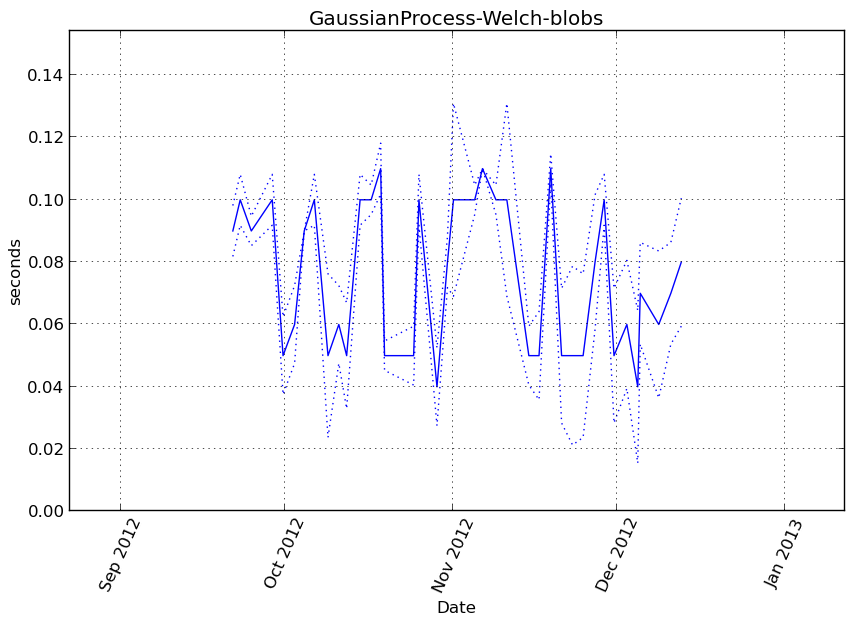 GaussianProcess-Welch-blobs
0.14
0.12
0.10
0.08
0.06
0.04
0.02
0.00
seconds
Sep 2012
Oct 2012
Nov 2012
Dec 2012
Jan 2013
Date